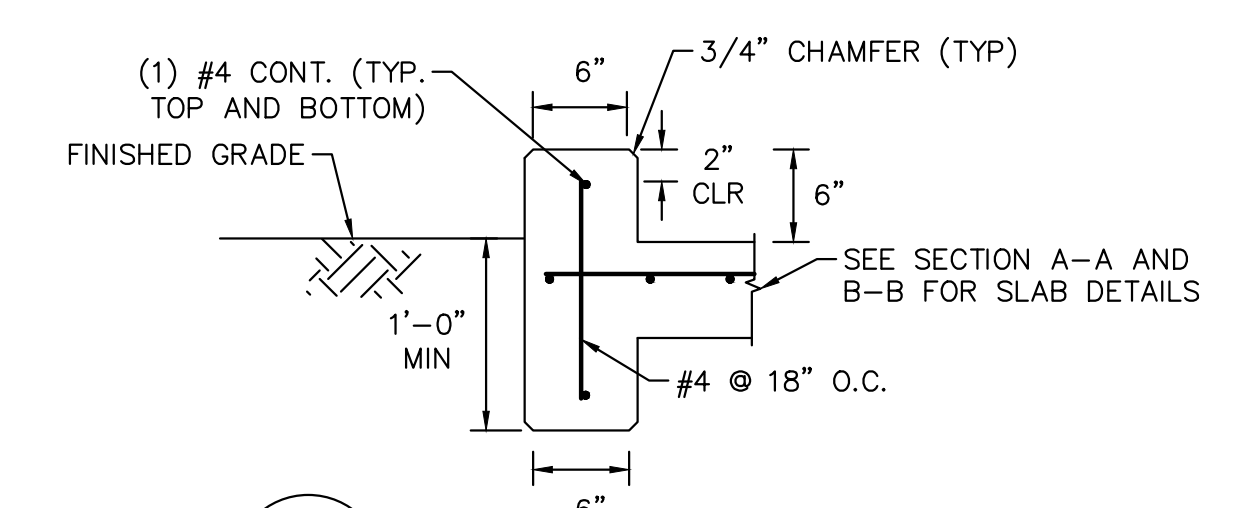 (1) #4 CONT. (TYP.
TOP AND BOTTOM)
6”
3/4” CHAMFER (TYP)
FINISHED GRADE
2”
CLR
6”
SEE SECTION A–A AND
B–B FOR SLAB DETAILS
1’–0”
MIN
#4 @ 18” O.C.
6”